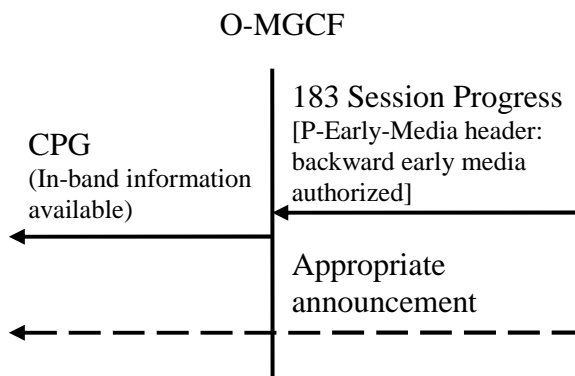 O-MGCF
183 Session Progress
[P-Early-Media header:
backward early media
authorized]
CPG
(In-band information
available)
Appropriate
announcement